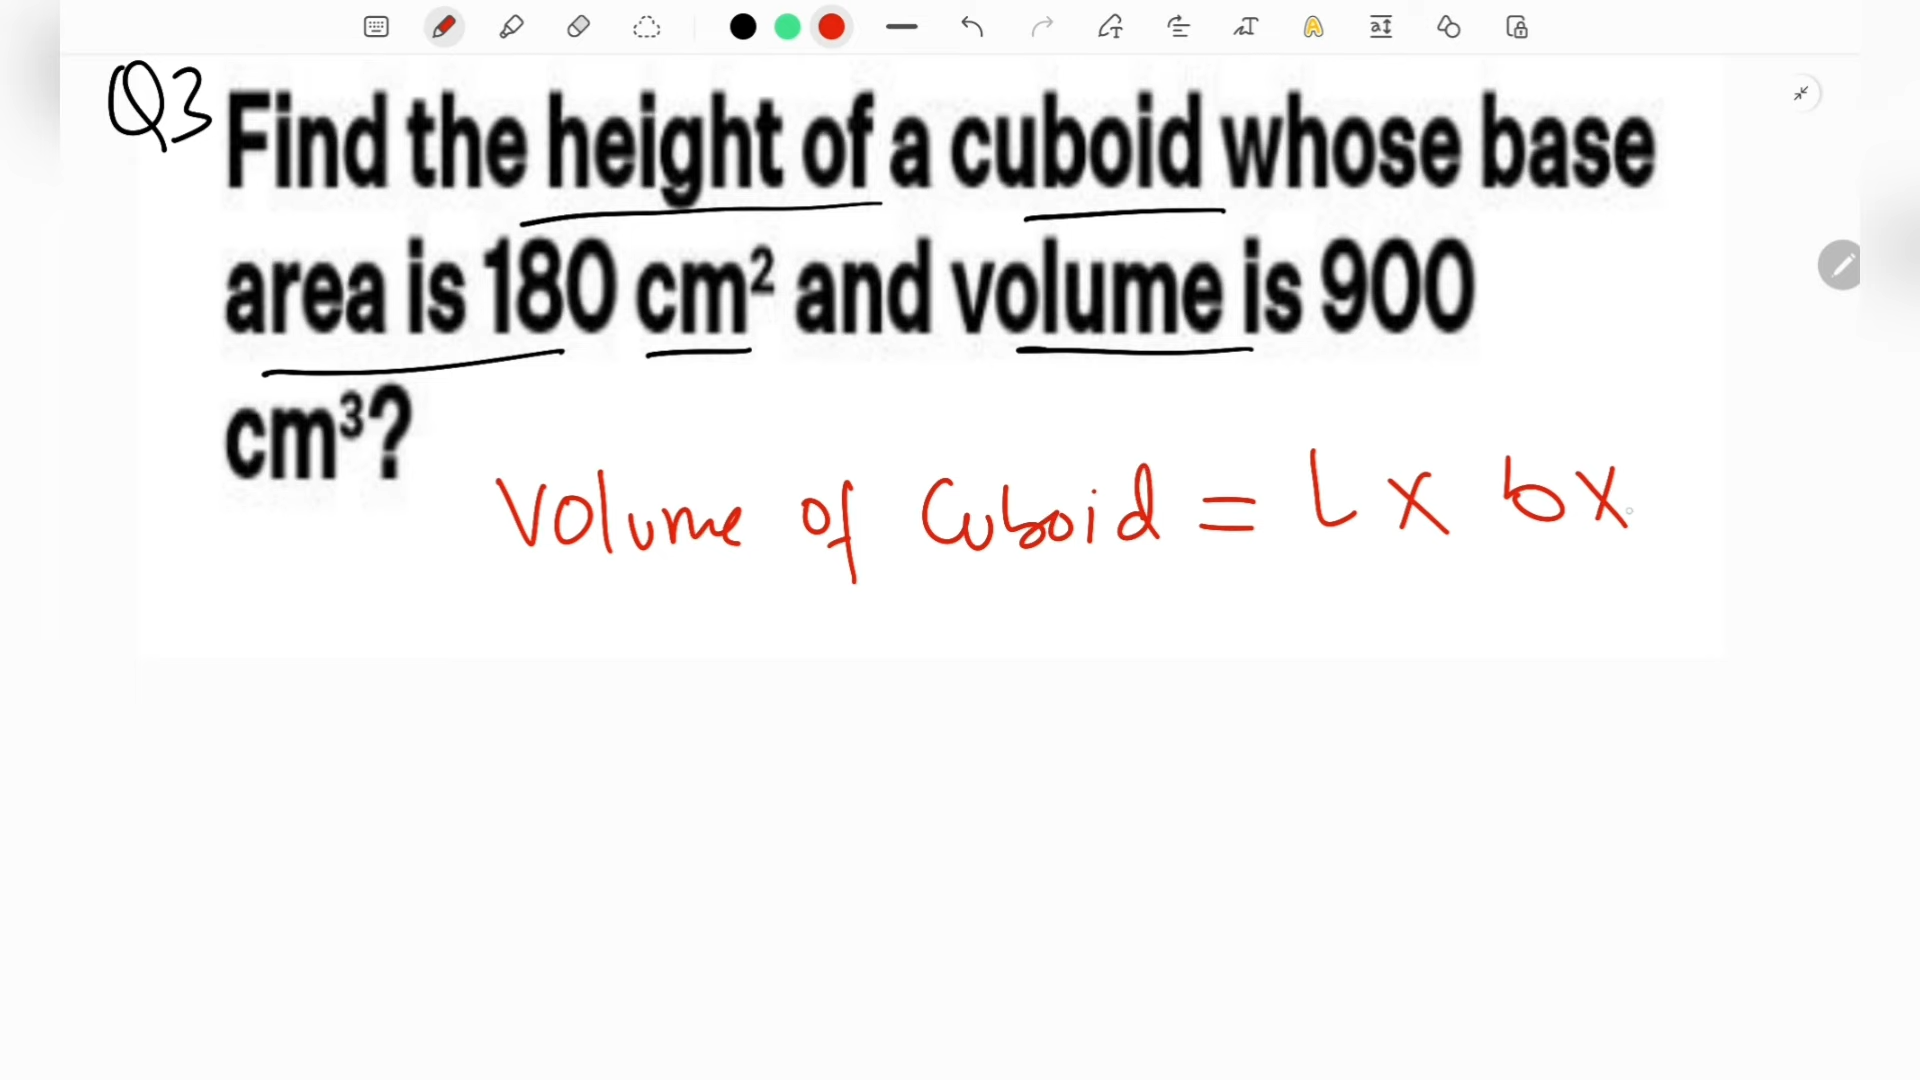 Q3 Find the height of a cuboid whose base
area is 180 cm² and volume is 900
cm³?
Volume of Cuboid = L x b x